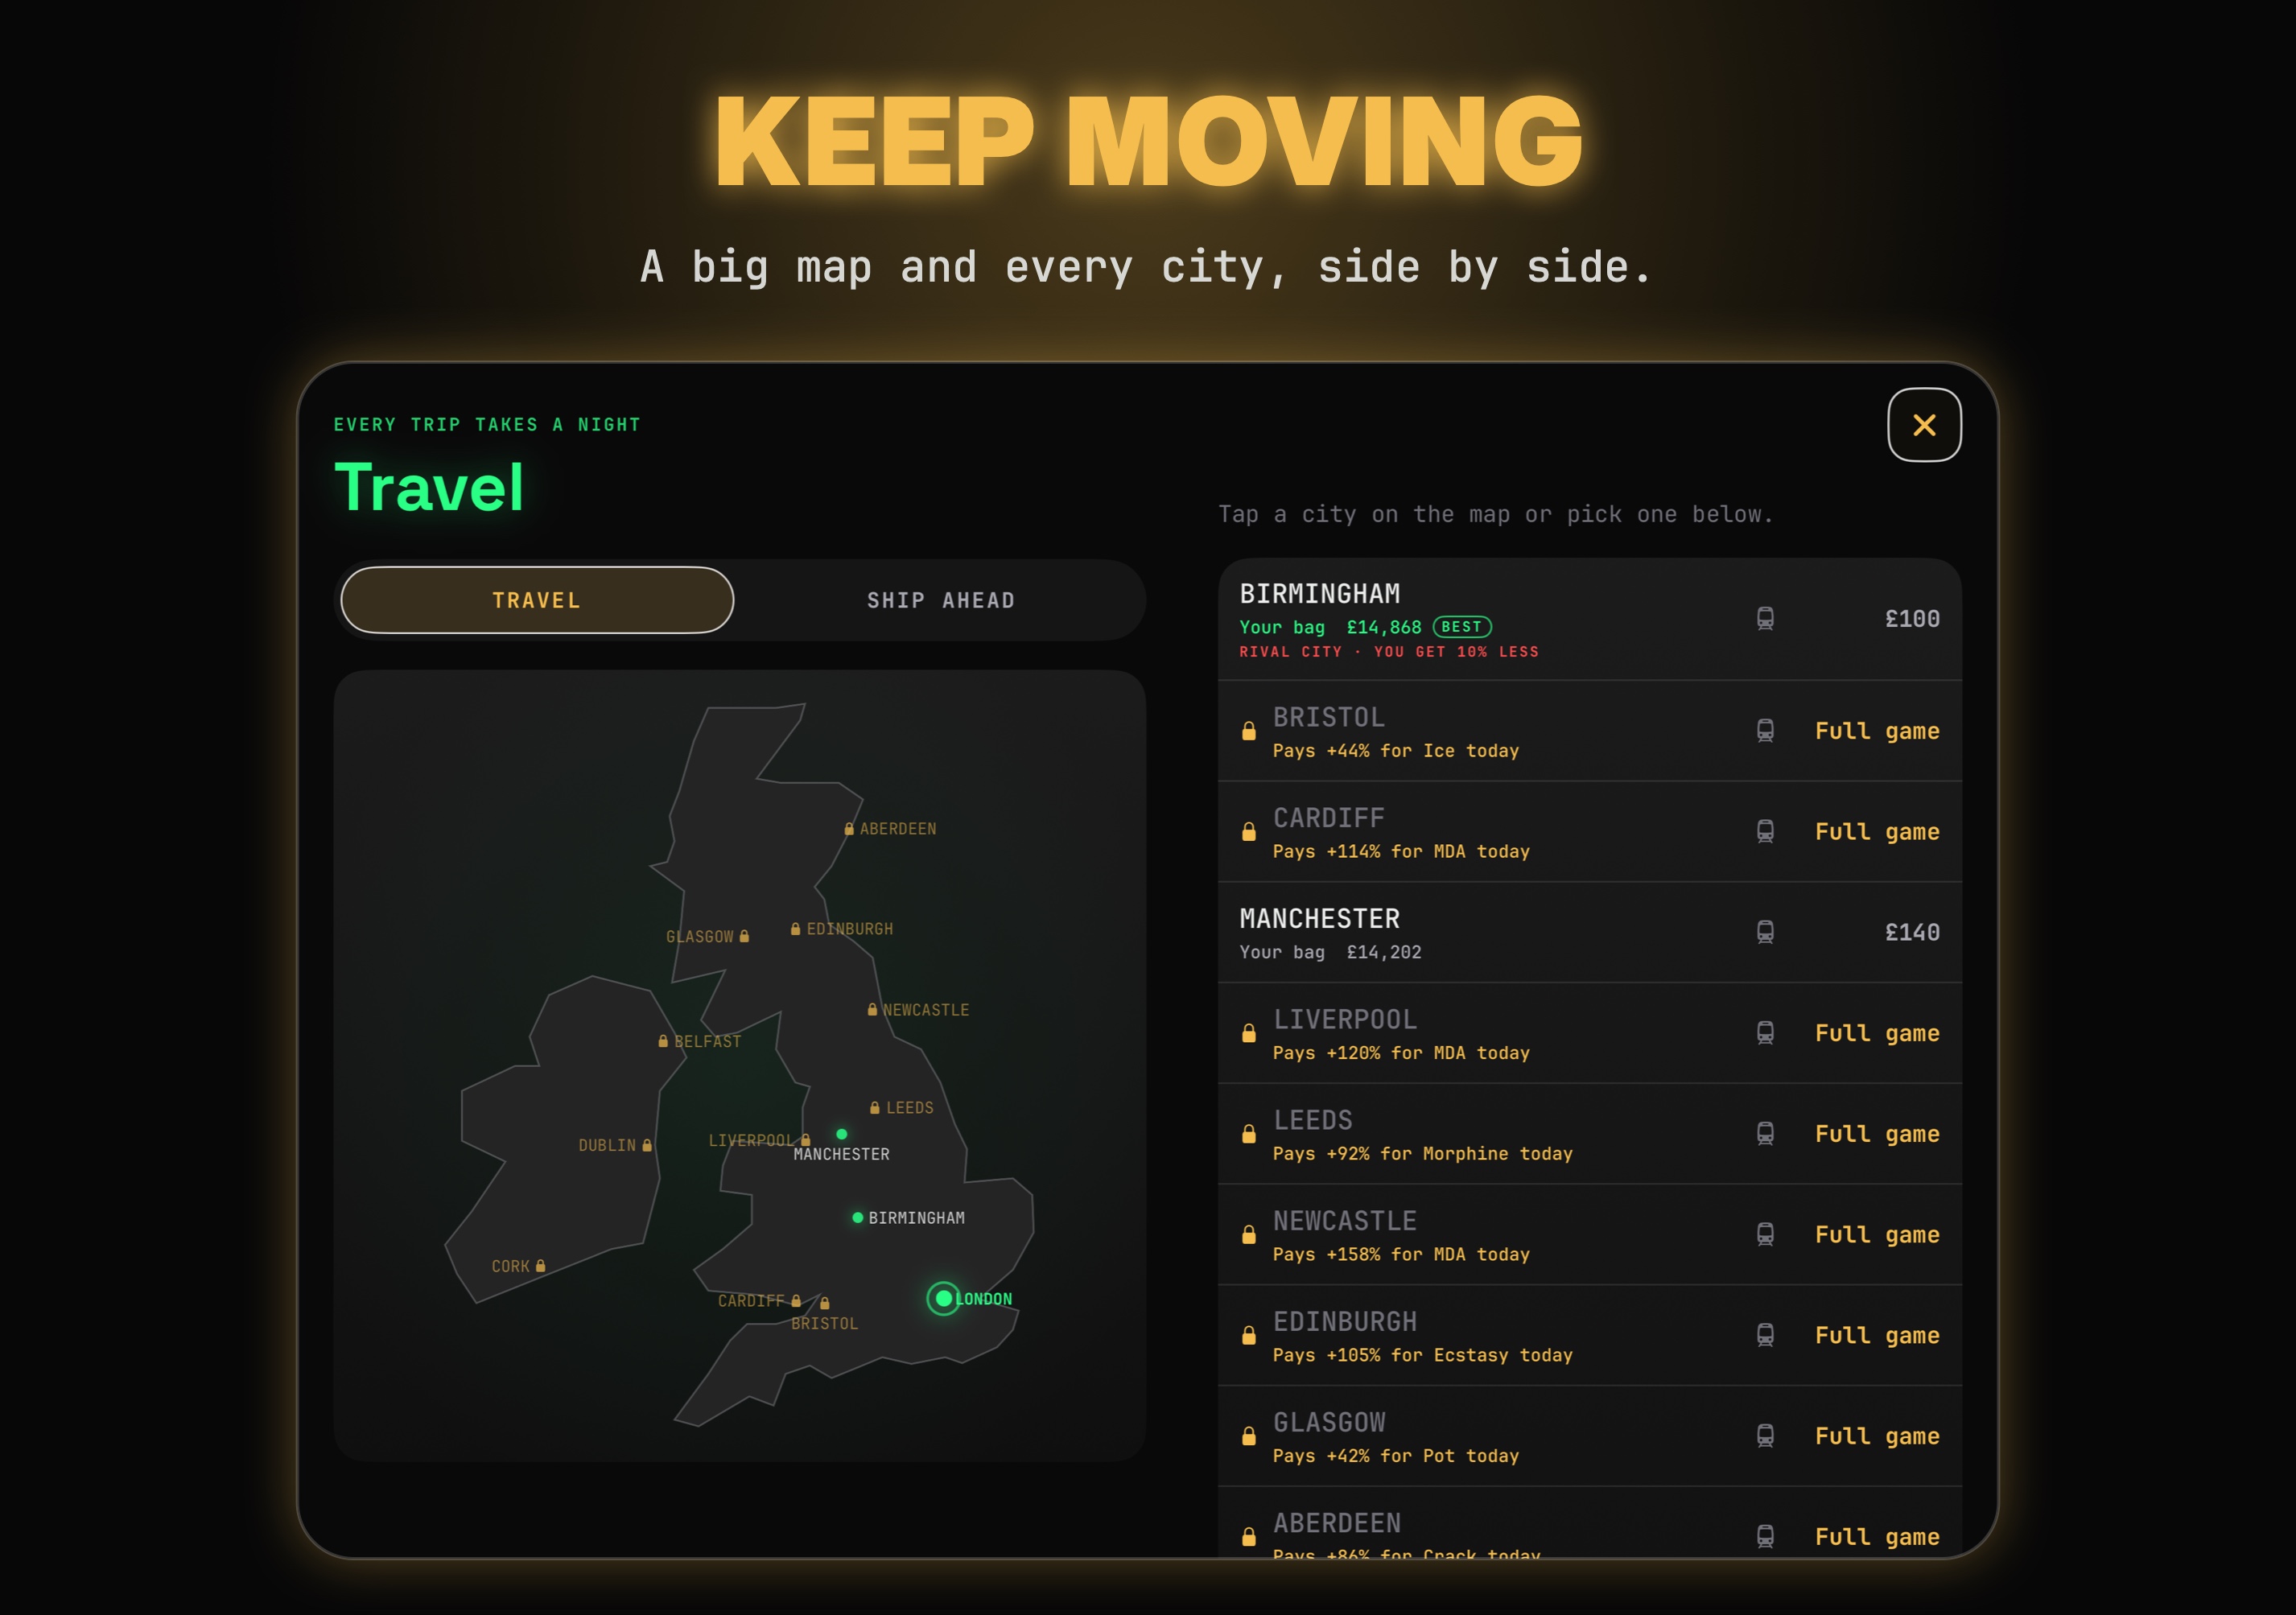 KEEP MOVING
A big map and every city, side by side.
EVERY TRIP TAKES A NIGHT
Travel
TRAVEL
SHIP AHEAD
ABERDEEN
GLASGOW
EDINBURGH
NEWCASTLE
BELFAST
LEEDS
DUBLIN
LIVERPOOL
MANCHESTER
BIRMINGHAM
CORK
CARDIFF
BRISTOL
LONDON
Tap a city on the map or pick one below.
BIRMINGHAM
Your bag £14,868 BEST
RIVAL CITY · YOU GET 10% LESS
£100
BRISTOL
Pays +44% for Ice today
Full game
CARDIFF
Pays +114% for MDA today
Full game
MANCHESTER
Your bag £14,202
£140
LIVERPOOL
Pays +120% for MDA today
Full game
LEEDS
Pays +92% for Morphine today
Full game
NEWCASTLE
Pays +158% for MDA today
Full game
EDINBURGH
Pays +105% for Ecstasy today
Full game
GLASGOW
Pays +42% for Pot today
Full game
ABERDEEN
Pays +86% for Crack today
Full game